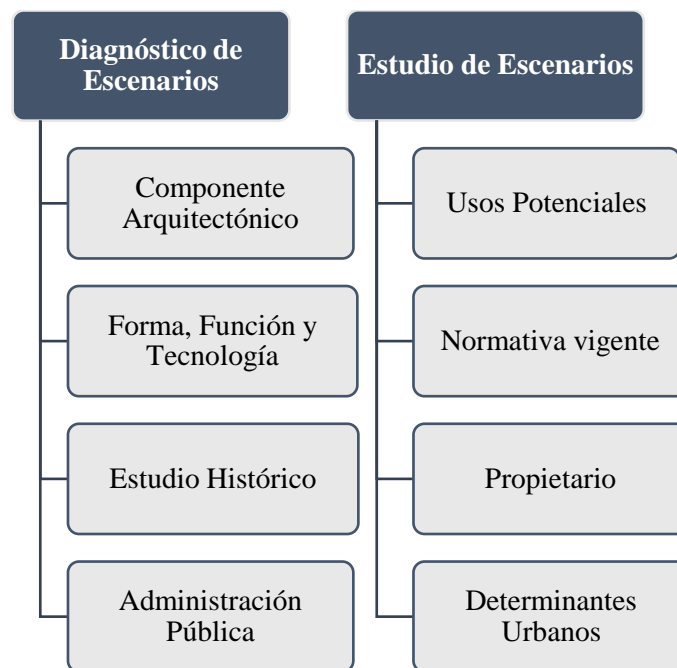 Diagnóstico de
Escenarios
Componente
Arquitectónico
Forma, Función y
Tecnología
Estudio Histórico
Administración
Pública
Estudio de Escenarios
Usos Potenciales
Normativa vigente
Propietario
Determinantes
Urbanos